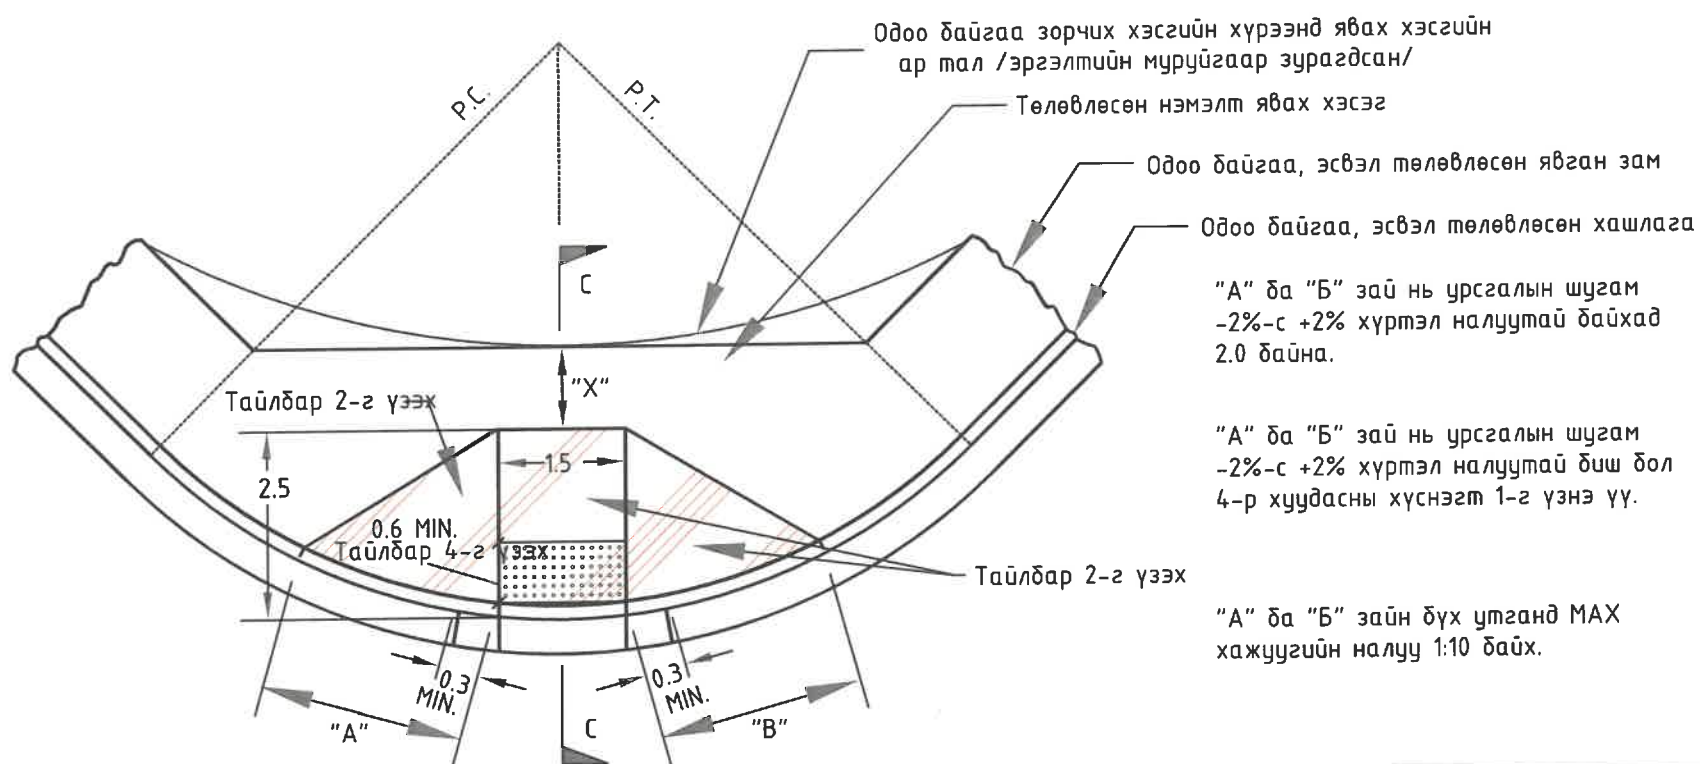 Одоо байгаа зорчих хэсгийн хүрээнд явах хэсгийн
ар тал /эргэлтийн муруйгаар зурагдсан/
P.C.
P.T.
Төлөвлөсөн нэмэлт явах хэсэг
Одоо байгаа, эсвэл төлөвлөсөн явган зам
Одоо байгаа, эсвэл төлөвлөсөн хашлага
C
"А" ба "Б" зай нь урсгалын шугам
-2%-с +2% хүртэл налуутай байхад
2.0 байна.
"X"
Тайлбар 2-г үзэх
"А" ба "Б" зай нь урсгалын шугам
-2%-с +2% хүртэл налуутай биш бол
4-р хуудасны хүснэгт 1-г үзнэ үү.
1.5
2.5
0.6 MIN.
Тайлбар 4-г үзэх
Тайлбар 2-г үзэх
"А" ба "Б" зайн бүх утганд MAX
хажуугийн налуу 1:10 байх.
0.3
MIN.
0.3
MIN.
"A"
C
"B"